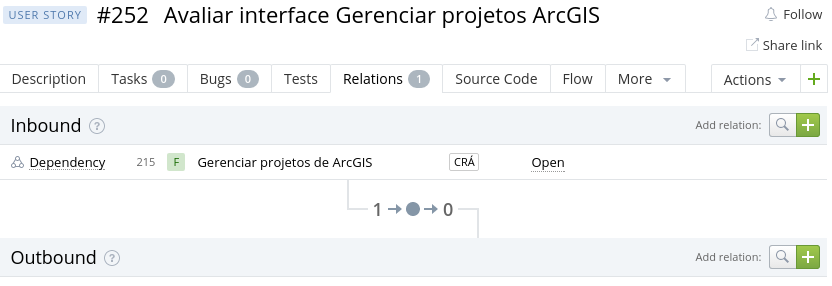 USER STORY #252 Avaliar interface Gerenciar projetos ArcGIS Follow
Share link
Description Tasks 0 Bugs 0 Tests Relations 1 Source Code Flow More Actions +
Inbound ? Add relation: +
Dependency 215 F Gerenciar projetos de ArcGIS CRÁ Open
1 → → 0
Outbound ? Add relation: +